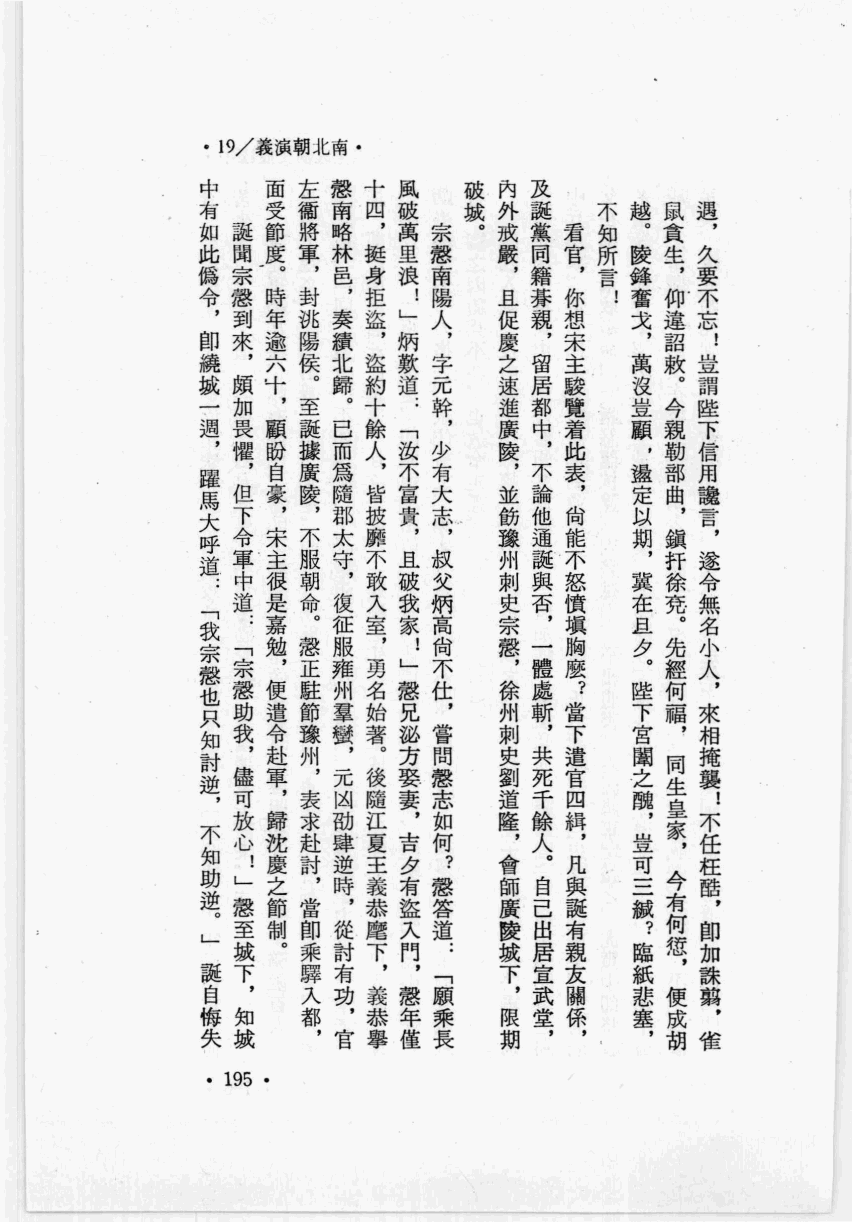 ・19／義演朝北南・
遇，久要不忘！豈謂陛下信用讒言，遂令無名小人，來相掩襲！不任枉酷，卽加誅翦，雀
鼠貪生，仰違詔敕。今親勒部曲，鎭扞徐兗。先經何福，同生皇家，今有何愆，便成胡
越。陵鋒奮戈，萬沒豈顧，盪定以期，冀在旦夕。陛下宮闈之醜，豈可三緘？臨紙悲塞，
不知所言！
看官，你想宋主駿覽着此表，尙能不怒憤塡胸麽？當下遣官四緝，凡與誕有親友關係，
及誕黨同籍朞親，留居都中，不論他通誕與否，一體處斬，共死千餘人。自己出居宣武堂，
內外戒嚴，且促慶之速進廣陵，並飭豫州刺史宗慤，徐州刺史劉道隆，會師廣陵城下，限期
破城。
宗慤南陽人，字元幹，少有大志，叔父炳高尙不仕，嘗問慤志如何？慤答道：「願乘長
風破萬里浪！」炳歎道：「汝不富貴，且破我家！」慤兄泌方娶妻，吉夕有盜入門，慤年僅
十四，挺身拒盜，盜約十餘人，皆披靡不敢入室，勇名始著。後隨江夏王義恭麾下，義恭擧
慤南略林邑，奏績北歸。已而爲隨郡太守，復征服雍州羣蠻，元凶劭肆逆時，從討有功，官
左衞將軍，封洮陽侯。至誕據廣陵，不服朝命。慤正駐節豫州，表求赴討，當卽乘驛入都，
面受節度。時年逾六十，顧盼自豪，宋主很是嘉勉，便遣令赴軍，歸沈慶之節制。
誕聞宗慤到來，頗加畏懼，但下令軍中道：「宗慤助我，儘可放心！」慤至城下，知城
中有如此僞令，卽繞城一週，躍馬大呼道：「我宗慤也只知討逆，不知助逆。」誕自悔失
・195・